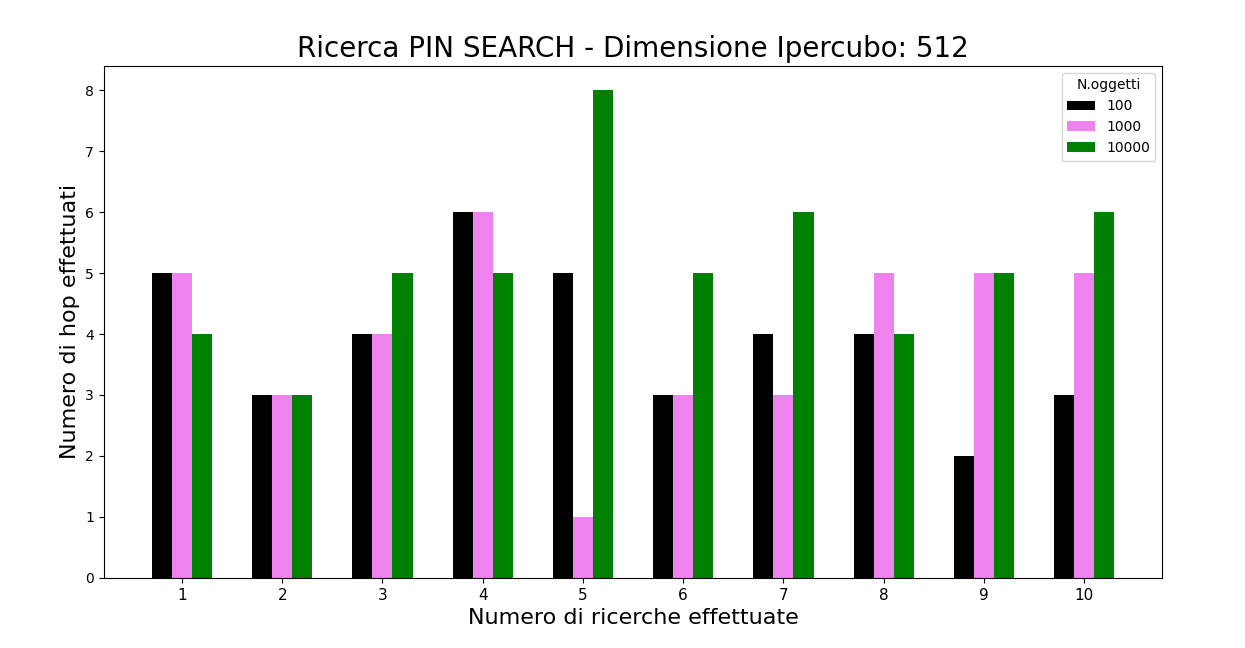 Ricerca PIN SEARCH - Dimensione Ipercubo: 512
N.oggetti
100
1000
10000
Numero di hop effettuati
8
7
6
5
4
3
2
1
0
1 2 3 4 5 6 7 8 9 10
Numero di ricerche effettuate